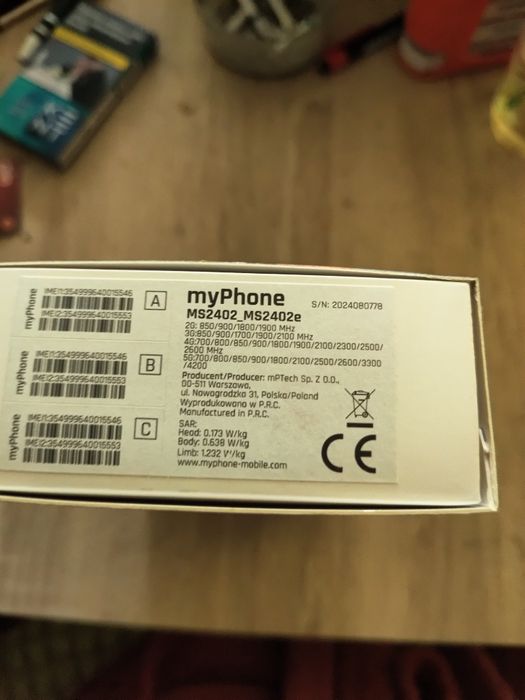 myPhone
IMEI1:354999640015546
IMEI2:354999640015553
A
myPhone
IMEI1:354999640015546
IMEI2:354999640015553
B
myPhone
IMEI1:354999640015546
IMEI2:354999640015553
C
myPhone
S/N: 2024080778
MS2402_MS2402e
2G: 850/900/1800/1900 MHz
3G:850/900/1700/1900/2100 MHz
4G:700/800/850/900/1800/1900/2100/2300/2500/
2600 MHz
5G:700/800/850/900/1800/2100/2500/2600/3300
/4200
Producent/Producer: mPTech Sp. Z O.O.,
00-511 Warszawa,
ul. Nowogrodzka 31, Polska/Poland
Wyprodukowano w P.R.C.
Manufactured in P.R.C.
SAR:
Head: 0.173 W/kg
Body: 0.638 W/kg
Limb: 1.232 W/kg
www.myphone-mobile.com
CE